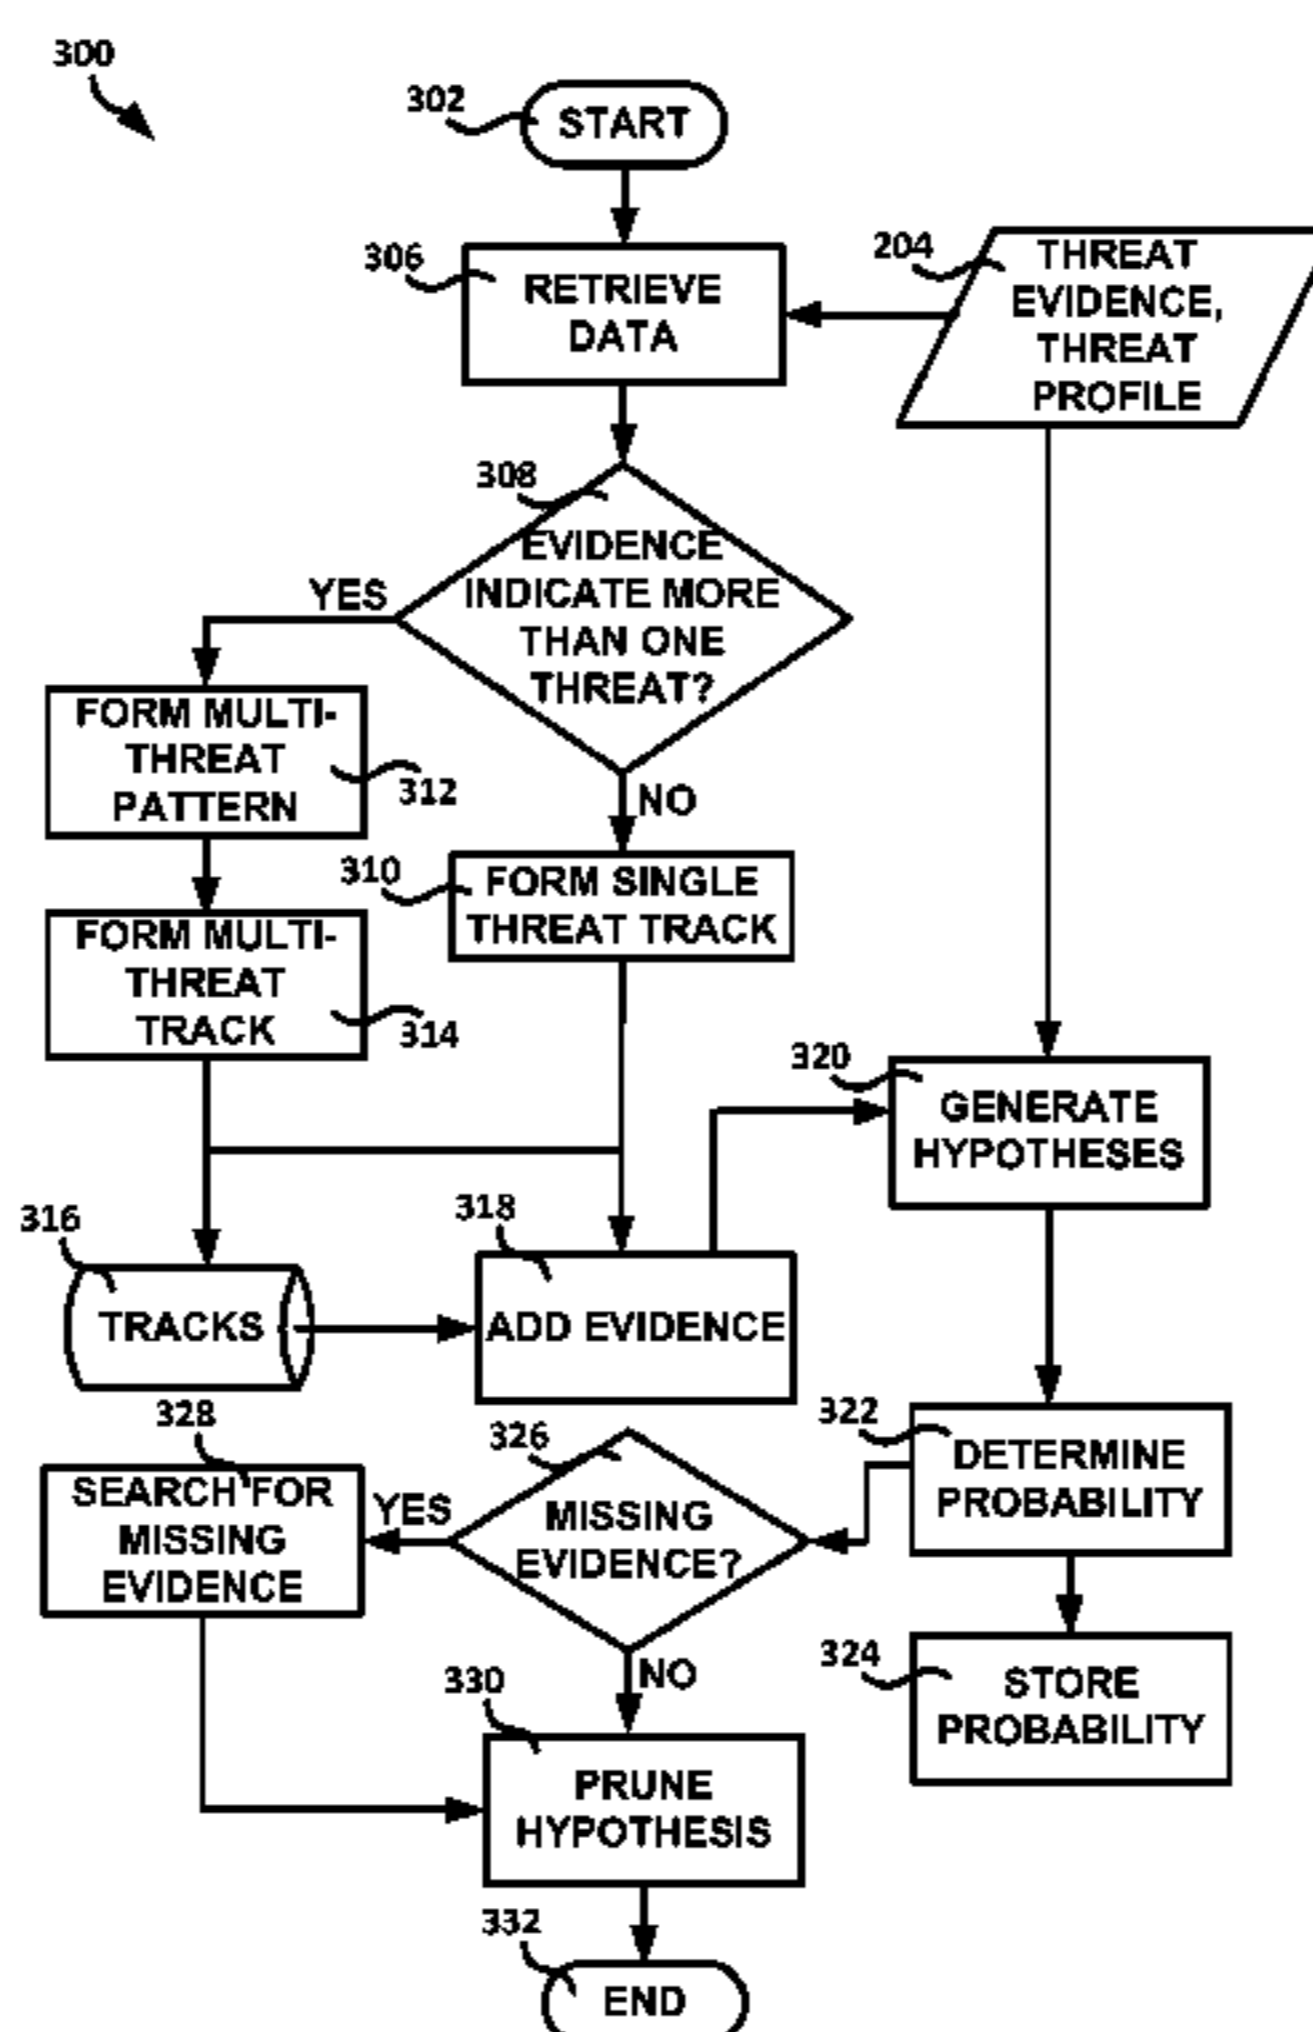 300
302
START
306
RETRIEVE
DATA
204
THREAT
EVIDENCE,
THREAT
PROFILE
308
EVIDENCE
INDICATE MORE
THAN ONE
THREAT?
YES
NO
FORM MULTI-
THREAT
PATTERN
312
310
FORM SINGLE
THREAT TRACK
FORM MULTI-
THREAT
TRACK
314
320
GENERATE
HYPOTHESES
316
TRACKS
318
ADD EVIDENCE
322
DETERMINE
PROBABILITY
326
MISSING
EVIDENCE?
YES
NO
328
SEARCH FOR
MISSING
EVIDENCE
324
STORE
PROBABILITY
330
PRUNE
HYPOTHESIS
332
END